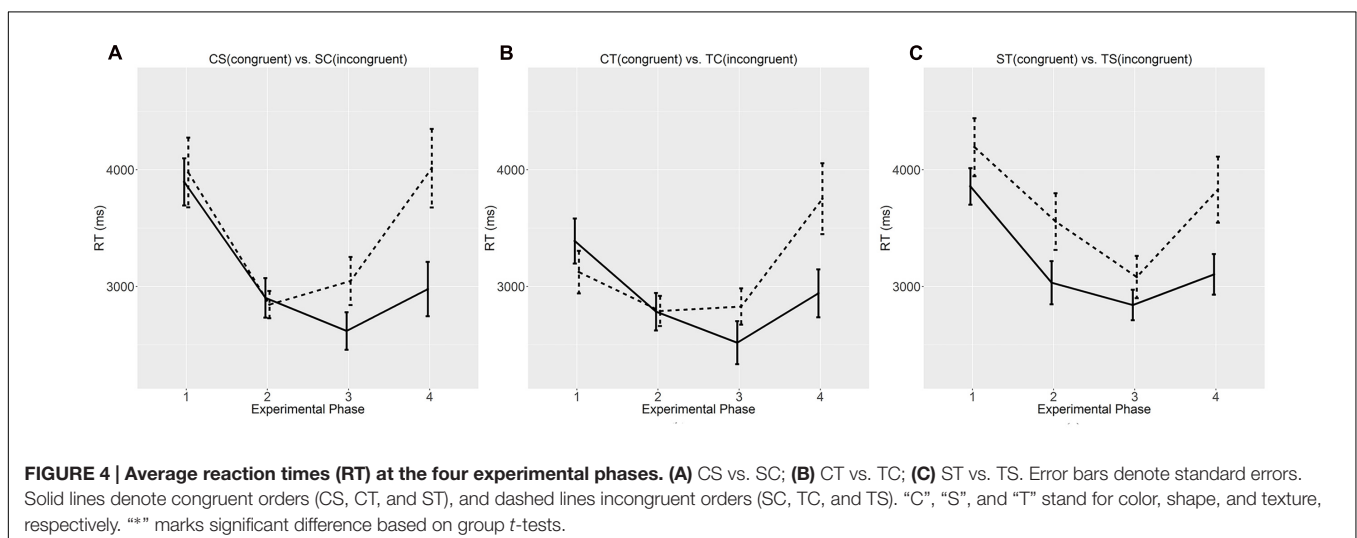 A
CS(congruent) vs. SC(incongruent)
4000
3000
RT (ms)
1 2 3 4
Experimental Phase
B
CT(congruent) vs. TC(incongruent)
4000
3000
RT (ms)
1 2 3 4
Experimental Phase
C
ST(congruent) vs. TS(incongruent)
4000
3000
RT (ms)
1 2 3 4
Experimental Phase
FIGURE 4 | Average reaction times (RT) at the four experimental phases. (A) CS vs. SC; (B) CT vs. TC; (C) ST vs. TS. Error bars denote standard errors.
Solid lines denote congruent orders (CS, CT, and ST), and dashed lines incongruent orders (SC, TC, and TS). “C”, “S”, and “T” stand for color, shape, and texture,
respectively. “*” marks significant difference based on group t-tests.